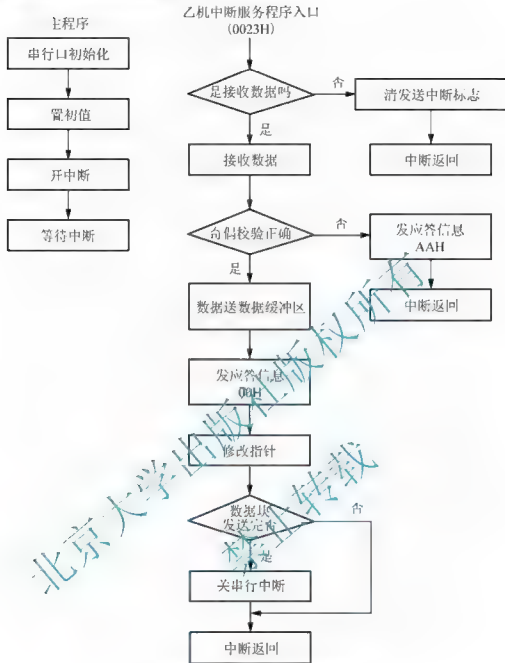 主程序
串行口初始化
置初值
开中断
等待中断
乙机中断服务程序入口
(0023H)
是接收数据吗
否
清发送中断标志
中断返回
是
接收数据
奇偶校验正确
否
发应答信息
AAH
中断返回
是
数据送数据缓冲区
发应答信息
00H
修改指针
数据块
发送完否
否
是
关串行中断
中断返回
北京大学出版社版权所有
禁止转载